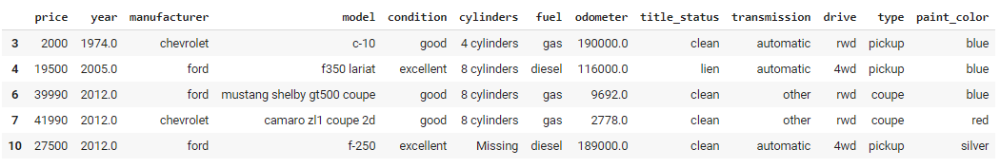 price year manufacturer model condition cylinders fuel odometer title_status transmission drive type paint_color
3 2000 1974.0 chevrolet c-10 good 4 cylinders gas 190000.0 clean automatic rwd pickup blue
4 19500 2005.0 ford f350 lariat excellent 8 cylinders diesel 116000.0 lien automatic 4wd pickup blue
6 39990 2012.0 ford mustang shelby gt500 coupe good 8 cylinders gas 9692.0 clean other rwd coupe blue
7 41990 2012.0 chevrolet camaro zl1 coupe 2d good 8 cylinders gas 2778.0 clean other rwd coupe red
10 27500 2012.0 ford f-250 excellent Missing diesel 189000.0 clean automatic 4wd pickup silver